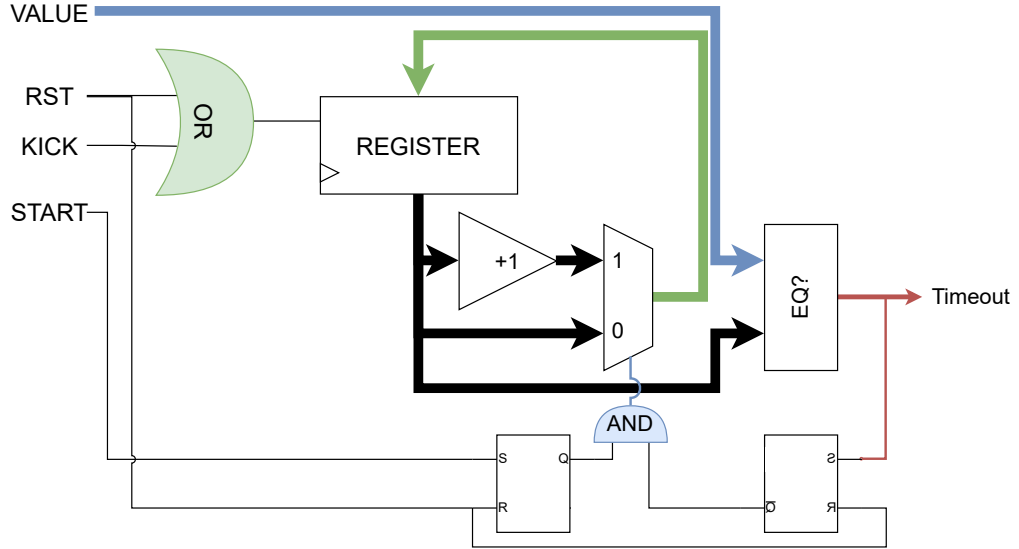 VALUE
RST
OR
KICK
REGISTER
START
+1
1
0
EQ?
Timeout
AND
S
Q
R
S
Q̅
R